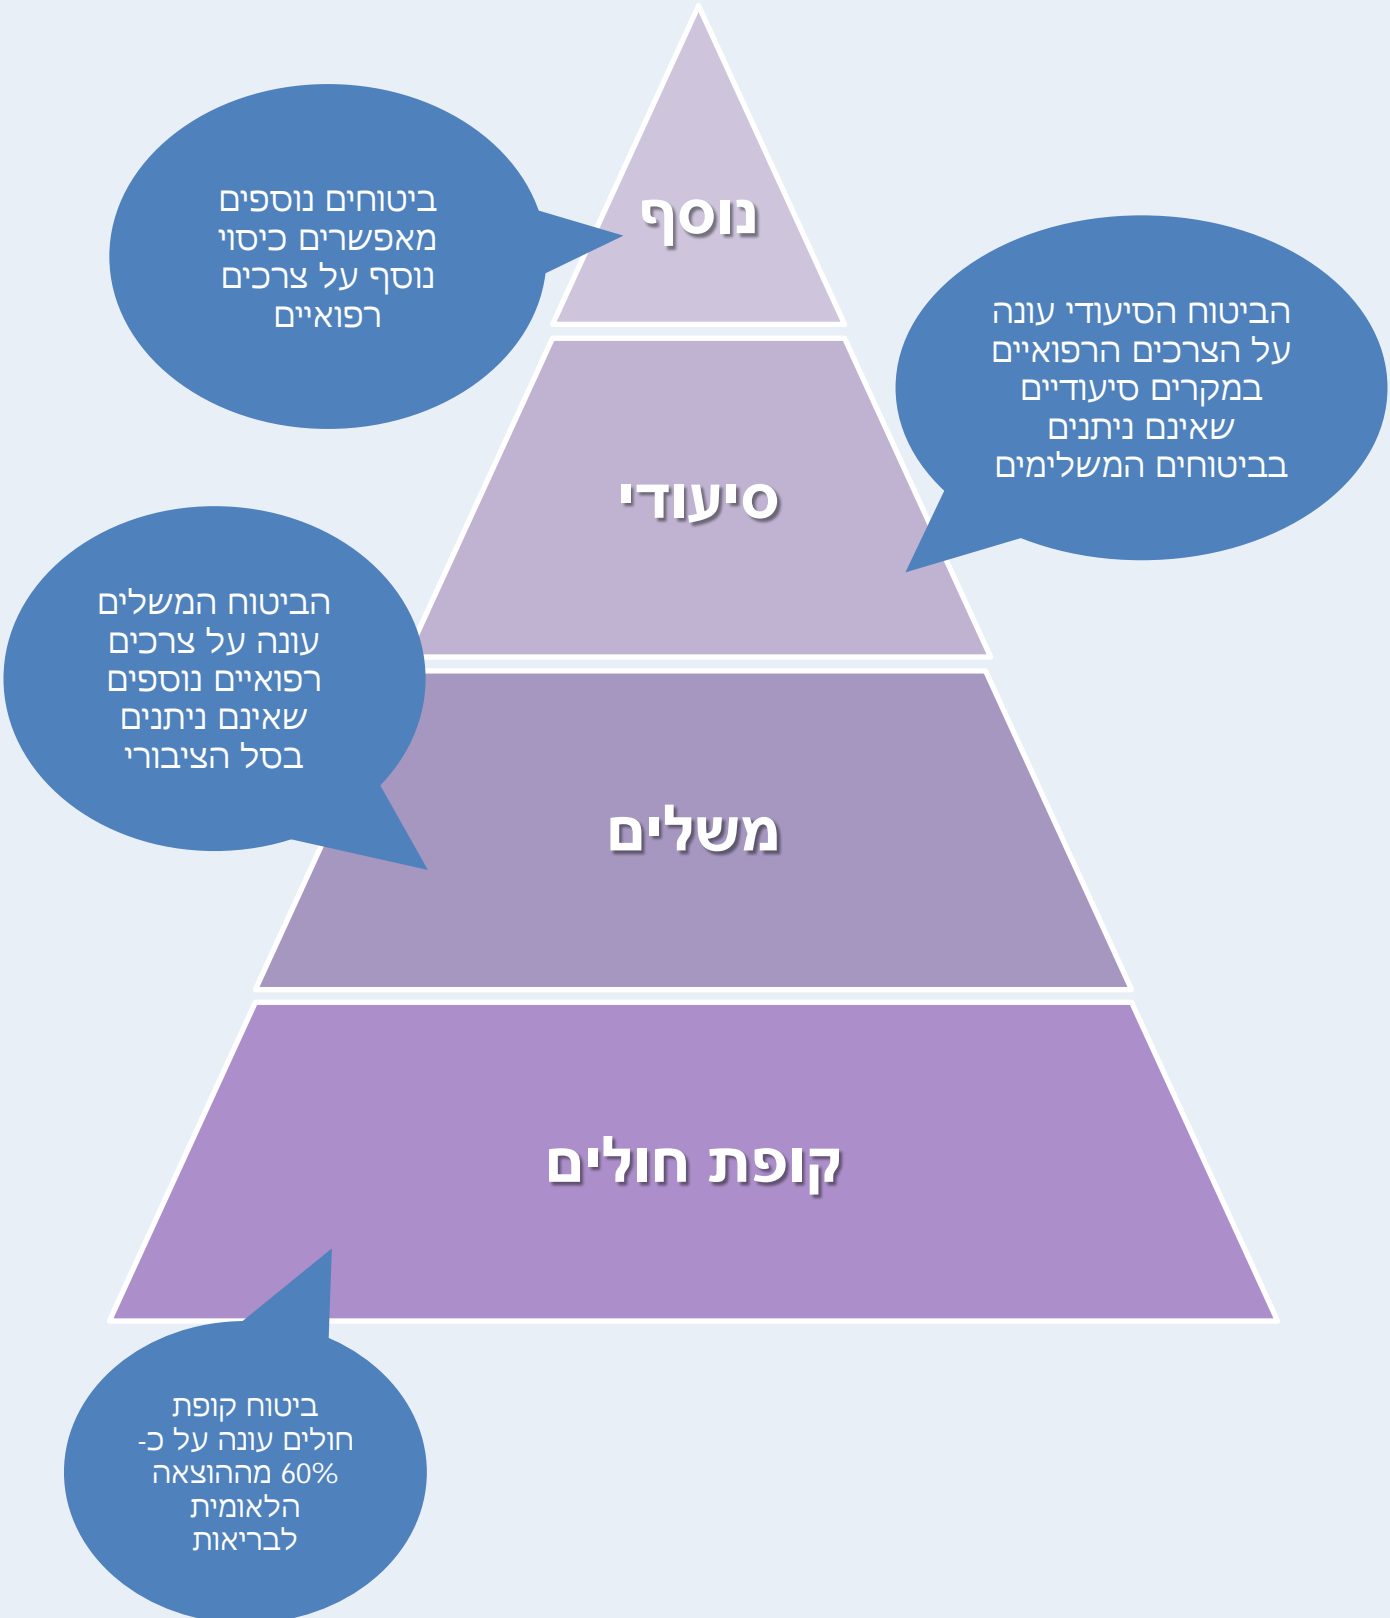 נוסף
ביטוחים נוספים
מאפשרים כיסוי
נוסף על צרכים
רפואיים
הביטוח הסיעודי עונה
על הצרכים הרפואיים
במקרים סיעודיים
שאינם ניתנים
בביטוחים המשלימים
סיעודי
הביטוח המשלים
עונה על צרכים
רפואיים נוספים
שאינם ניתנים
בסל הציבורי
משלים
קופת חולים
ביטוח קופת
חולים עונה על כ-
60% מההוצאה
הלאומית
לבריאות